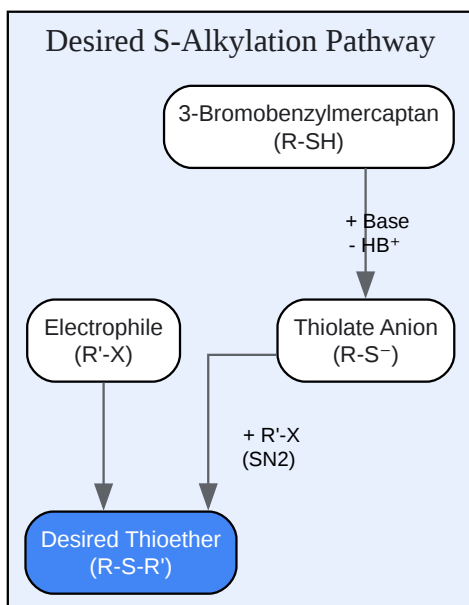 Desired S-Alkylation Pathway
3-Bromobenzylmercaptan
(R-SH)
+ Base
- HB⁺
Electrophile
(R'-X)
Thiolate Anion
(R-S⁻)
+ R'-X
(SN2)
Desired Thioether
(R-S-R')